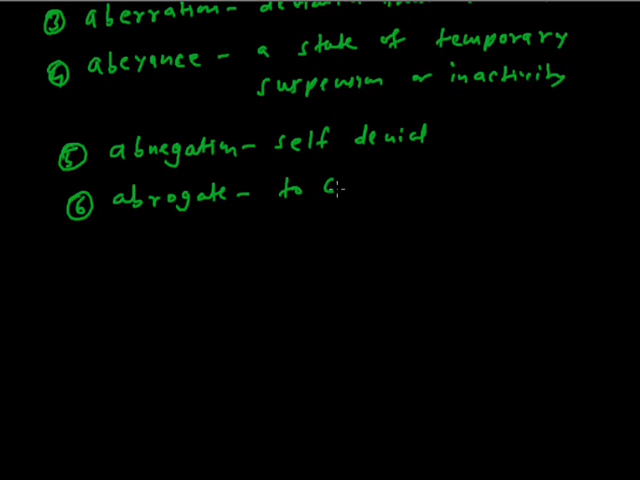 ③ aberration -
④ abeyance - a state of temporary
suspension or inactivity
⑤ abnegation - self denial
⑥ abrogate - to